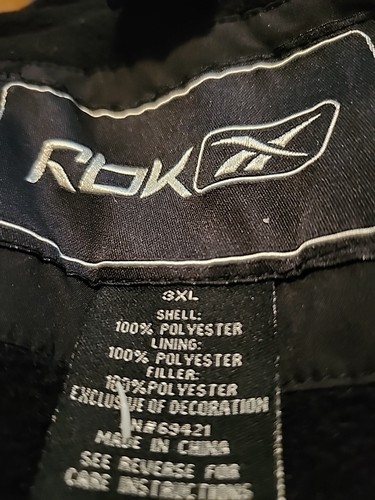 RBK
3XL
SHELL:
100% POLYESTER
LINING:
100% POLYESTER
FILLER:
100% POLYESTER
EXCLUSIVE OF DECORATION
RN#69421
MADE IN CHINA
SEE REVERSE FOR
CARE INSTRUCTIONS